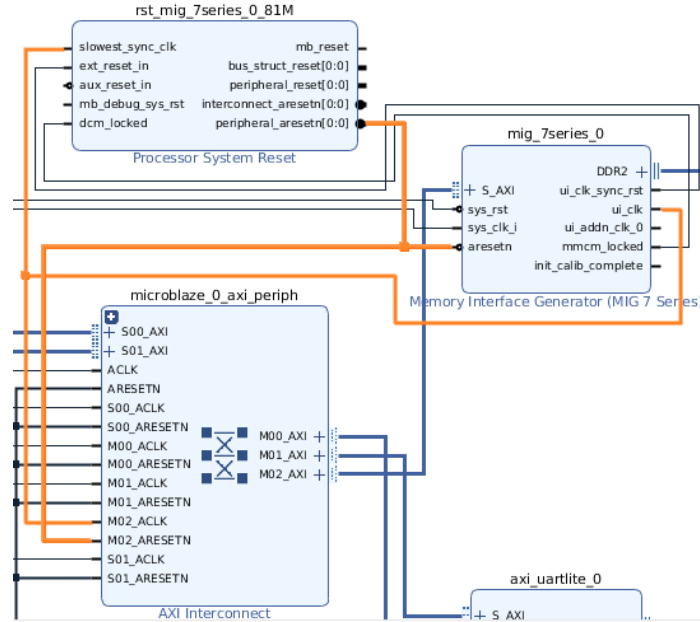 rst_mig_7series_0_81M
slowest_sync_clk
ext_reset_in
aux_reset_in
mb_debug_sys_rst
dcm_locked
mb_reset
bus_struct_reset[0:0]
peripheral_reset[0:0]
interconnect_aresetn[0:0]
peripheral_aresetn[0:0]
Processor System Reset
mig_7series_0
S_AXI
sys_rst
sys_clk_i
aresetn
DDR2
ui_clk_sync_rst
ui_clk
ui_addn_clk_0
mmcm_locked
init_calib_complete
Memory Interface Generator (MIG 7 Series
microblaze_0_axi_periph
S00_AXI
S01_AXI
ACLK
ARESETN
S00_ACLK
S00_ARESETN
M00_ACLK
M00_ARESETN
M01_ACLK
M01_ARESETN
M02_ACLK
M02_ARESETN
S01_ACLK
S01_ARESETN
M00_AXI
M01_AXI
M02_AXI
AXI Interconnect
axi_uartlite_0
S_AXI